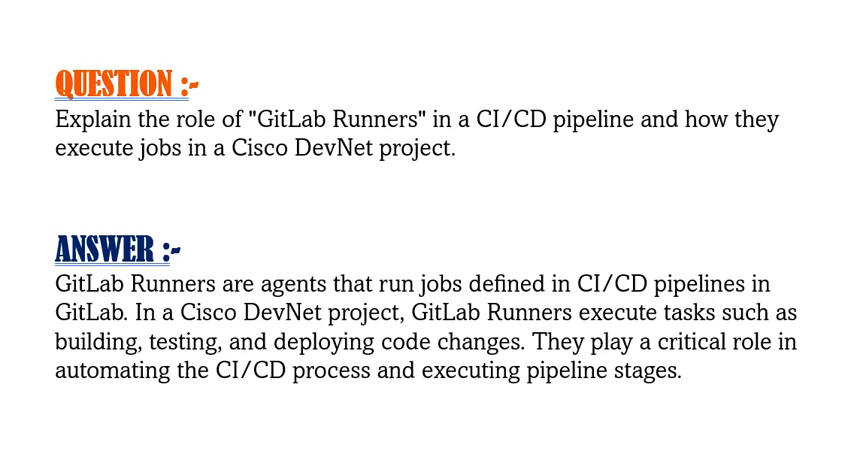 QUESTION :-
Explain the role of "GitLab Runners" in a CI/CD pipeline and how they
execute jobs in a Cisco DevNet project.
ANSWER :-
GitLab Runners are agents that run jobs defined in CI/CD pipelines in
GitLab. In a Cisco DevNet project, GitLab Runners execute tasks such as
building, testing, and deploying code changes. They play a critical role in
automating the CI/CD process and executing pipeline stages.